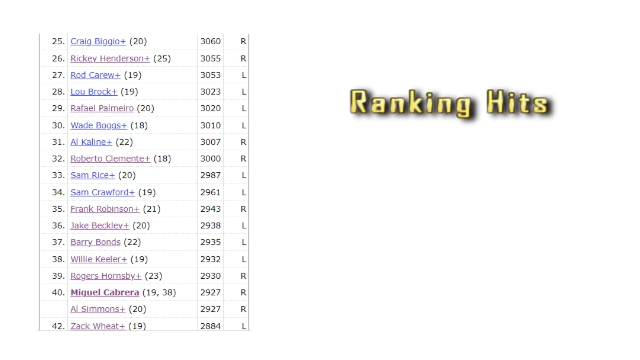 25. Craig Biggio+ (20) 3060 R
26. Rickey Henderson+ (25) 3055 R
27. Rod Carew+ (19) 3053 L
28. Lou Brock+ (19) 3023 L
29. Rafael Palmeiro (20) 3020 L
30. Wade Boggs+ (18) 3010 L
31. Al Kaline+ (22) 3007 R
32. Roberto Clemente+ (18) 3000 R
33. Sam Rice+ (20) 2987 L
34. Sam Crawford+ (19) 2961 L
35. Frank Robinson+ (21) 2943 R
36. Jake Beckley+ (20) 2938 L
37. Barry Bonds (22) 2935 L
38. Willie Keeler+ (19) 2932 L
39. Rogers Hornsby+ (23) 2930 R
40. Miguel Cabrera (19, 38) 2927 R
Al Simmons+ (20) 2927 R
42. Zack Wheat+ (19) 2884 L
Ranking Hits